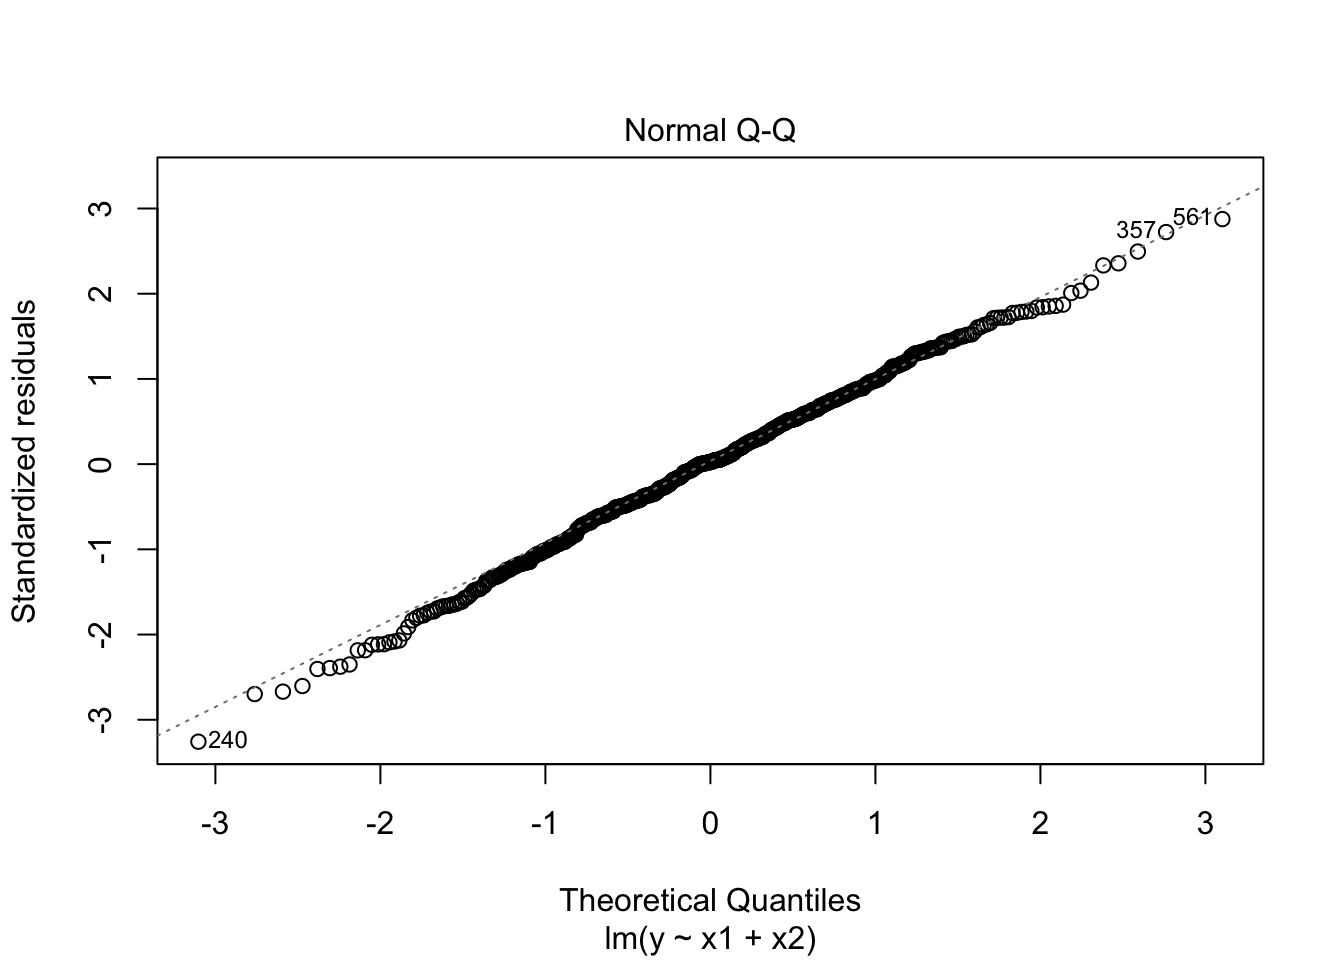 Normal Q-Q
Standardized residuals
3
2
1
0
-1
-2
-3
357
561
240
-3 -2 -1 0 1 2 3
Theoretical Quantiles
lm(y ~ x1 + x2)